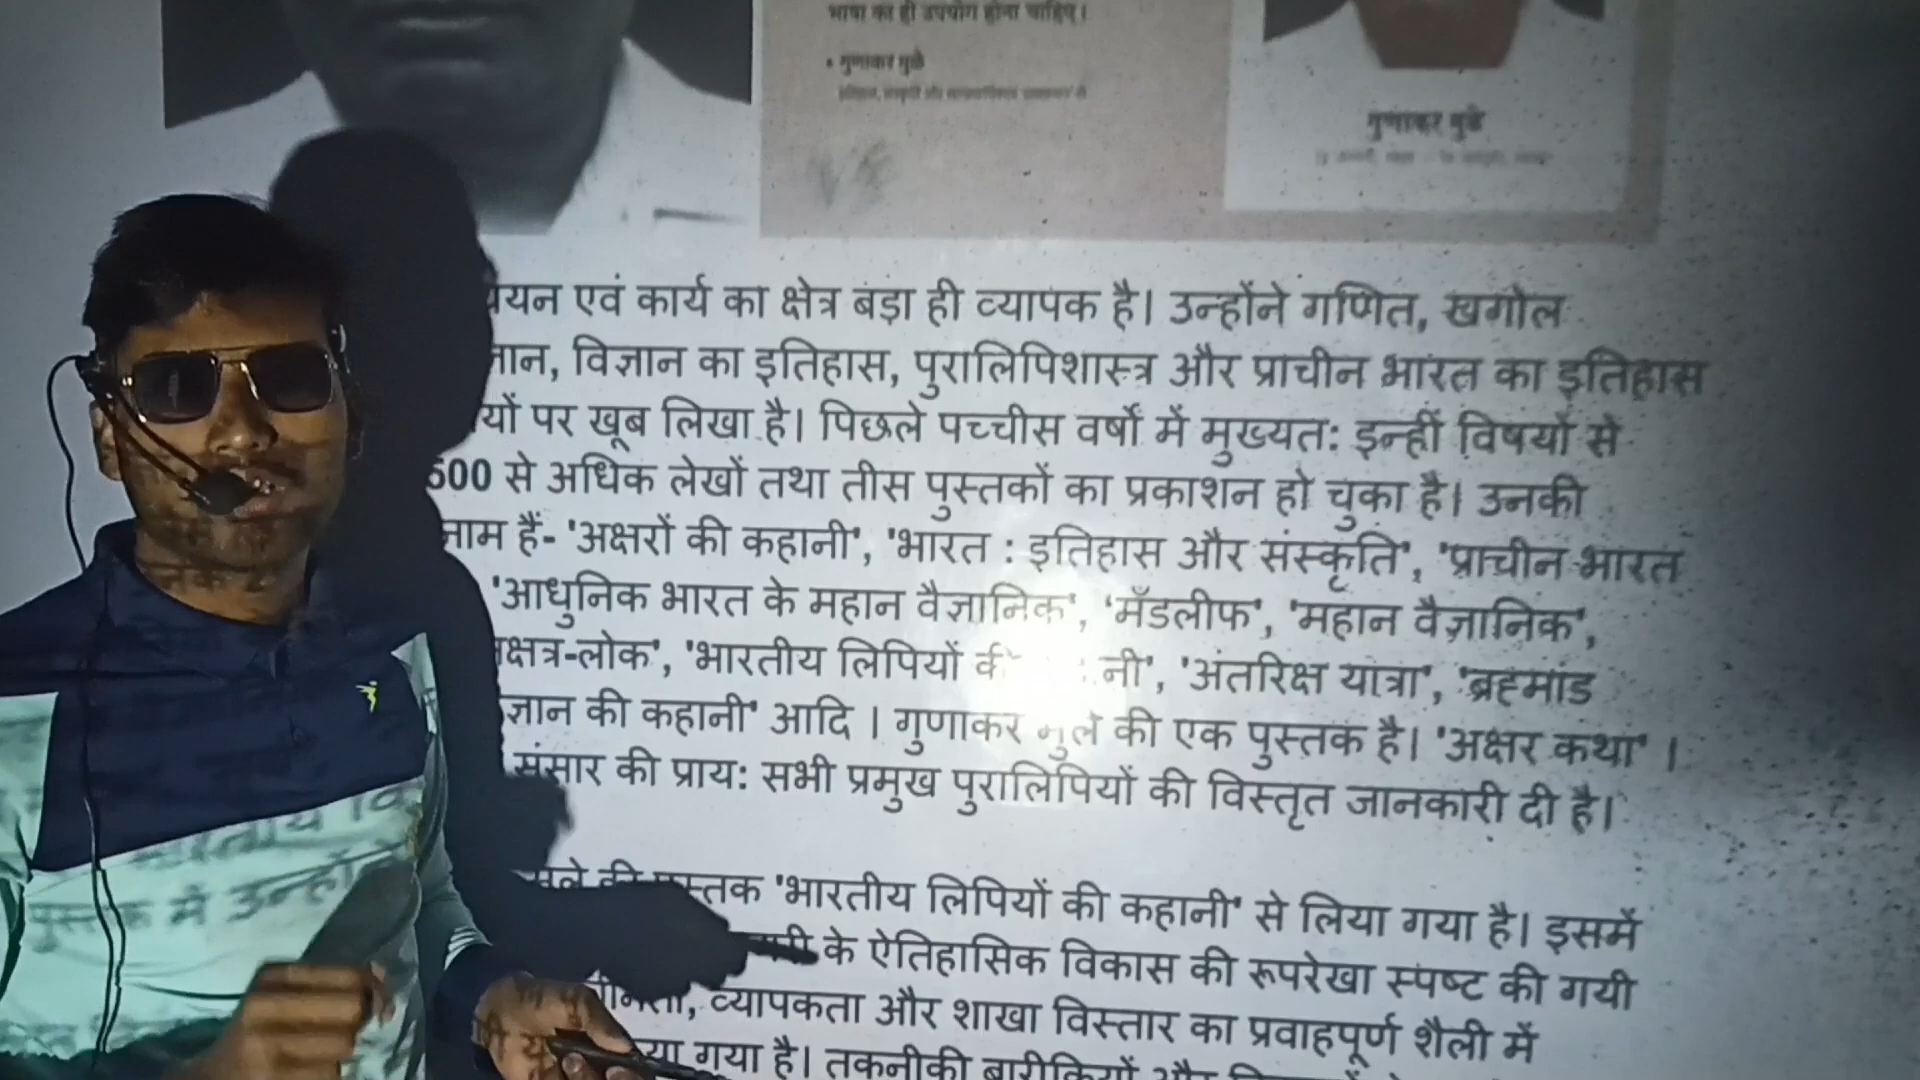 भाषा का ही उपयोग होना चाहिए।
• गुणाकर मुळे
गुणाकर मुळे
यन एवं कार्य का क्षेत्र बड़ा ही व्यापक है। उन्होंने गणित, खगोल
विज्ञान का इतिहास, पुरालिपिशास्त्र और प्राचीन भारत का इतिहास
यों पर खूब लिखा है। पिछले पच्चीस वर्षों में मुख्यत: इन्हीं विषयों से
500 से अधिक लेखों तथा तीस पुस्तकों का प्रकाशन हो चुका है। उनकी
नाम हैं- 'अक्षरों की कहानी', 'भारत : इतिहास और संस्कृति', 'प्राचीन भारत
'आधुनिक भारत के महान वैज्ञानिक', 'मैंडलीफ', 'महान वैज्ञानिक',
क्षत्र-लोक', 'भारतीय लिपियों की नी', 'अंतरिक्ष यात्रा', 'ब्रह्मांड
ज्ञान की कहानी' आदि । गुणाकर मुले की एक पुस्तक है। 'अक्षर कथा' ।
संसार की प्राय: सभी प्रमुख पुरालिपियों की विस्तृत जानकारी दी है।
की पुस्तक 'भारतीय लिपियों की कहानी' से लिया गया है। इसमें
के ऐतिहासिक विकास की रूपरेखा स्पष्ट की गयी
व्यापकता और शाखा विस्तार का प्रवाहपूर्ण शैली में
गया है। तकनीकी बारीकियों और